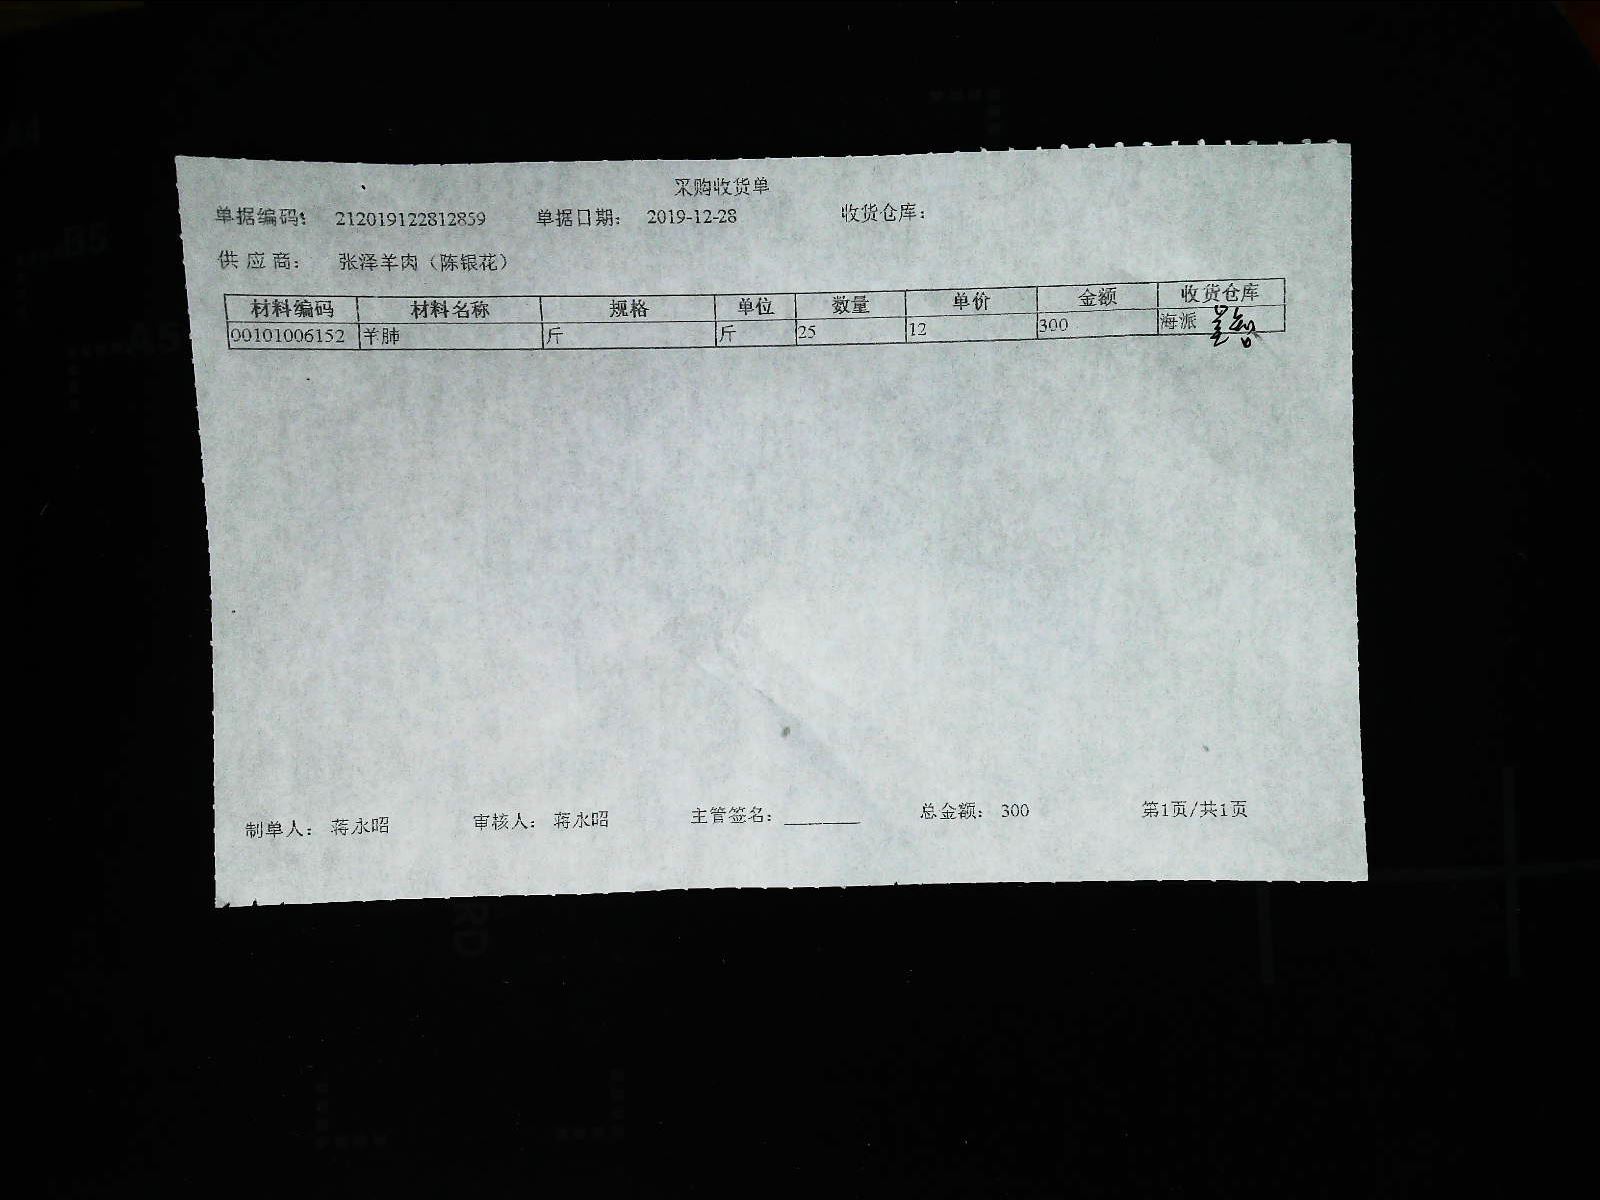 采购收货单
单据编码: 212019122812859 单据日期: 2019-12-28 收货仓库:
供应商: 张泽羊肉（陈银花）
材料编码 材料名称 规格 单位 数量 单价 金额 收货仓库
00101006152 羊肺 斤 斤 25 12 300 海派
制单人: 蒋永昭 审核人: 蒋永昭 主管签名: 总金额: 300 第1页/共1页